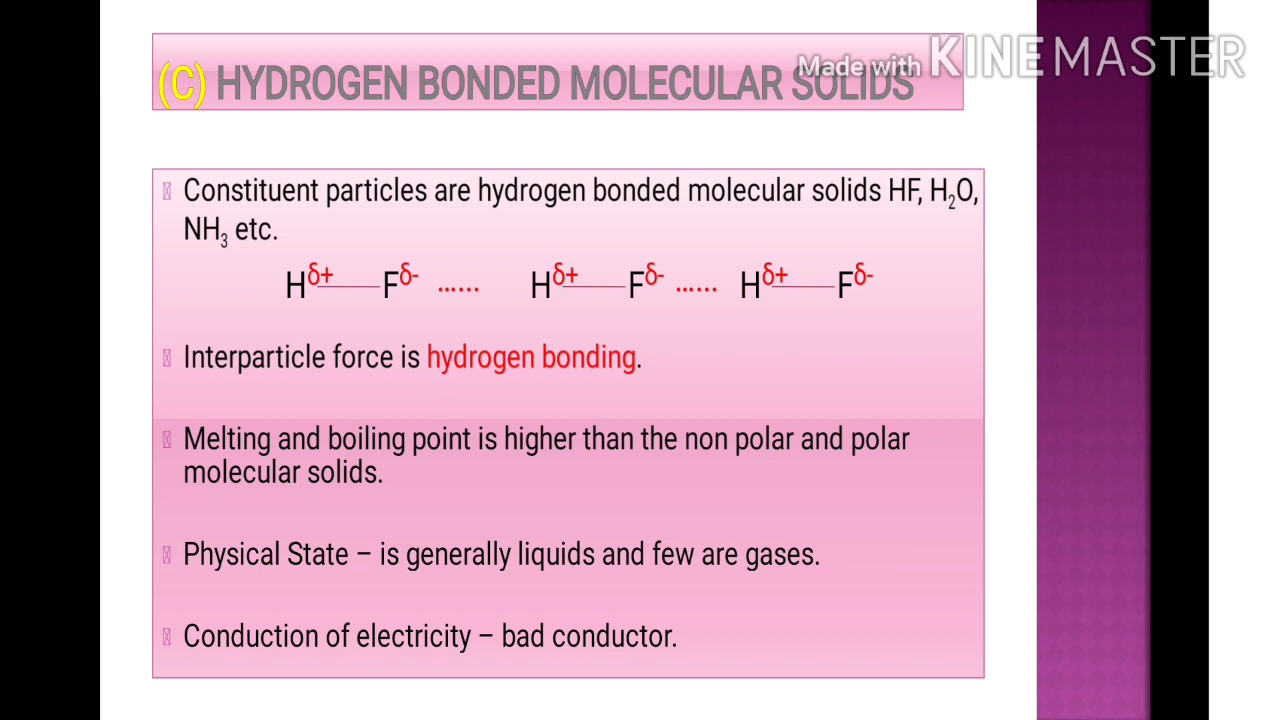 Made with KINEMASTER
(C) HYDROGEN BONDED MOLECULAR SOLIDS
Constituent particles are hydrogen bonded molecular solids HF, H₂O,
NH₃ etc.
Hδ+——Fδ- ...... Hδ+——Fδ- ...... Hδ+——Fδ-
Interparticle force is hydrogen bonding.
Melting and boiling point is higher than the non polar and polar
molecular solids.
Physical State – is generally liquids and few are gases.
Conduction of electricity – bad conductor.